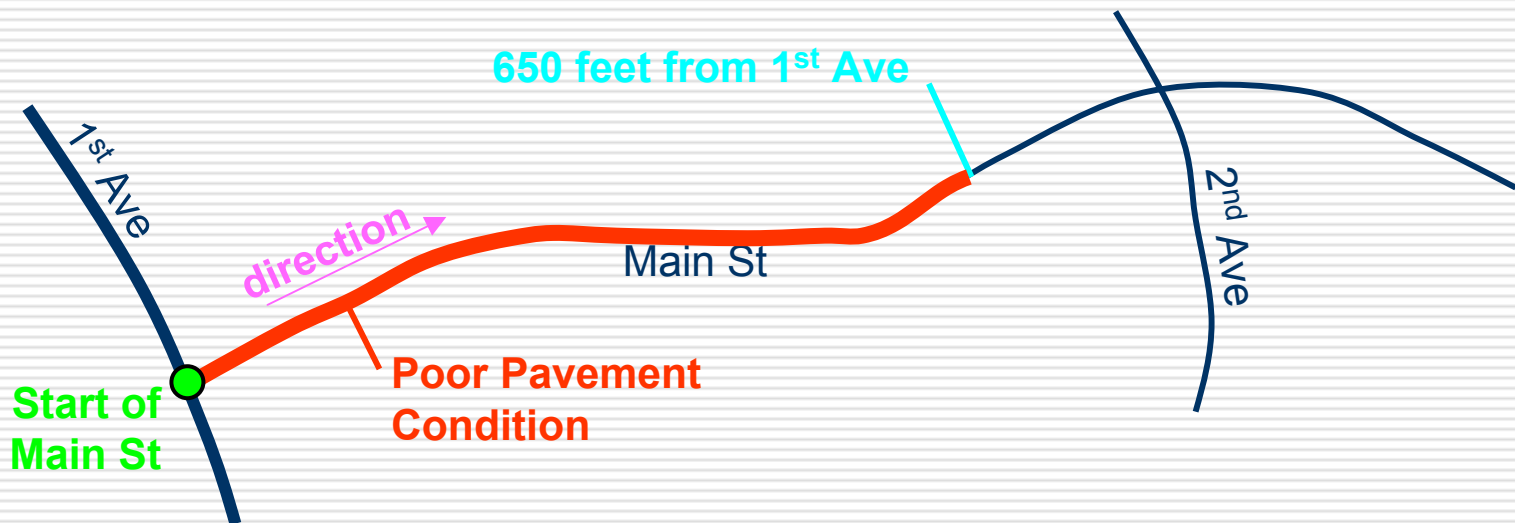 650 feet from 1st Ave
1st Ave
direction
2nd Ave
Main St
Poor Pavement
Condition
Start of
Main St